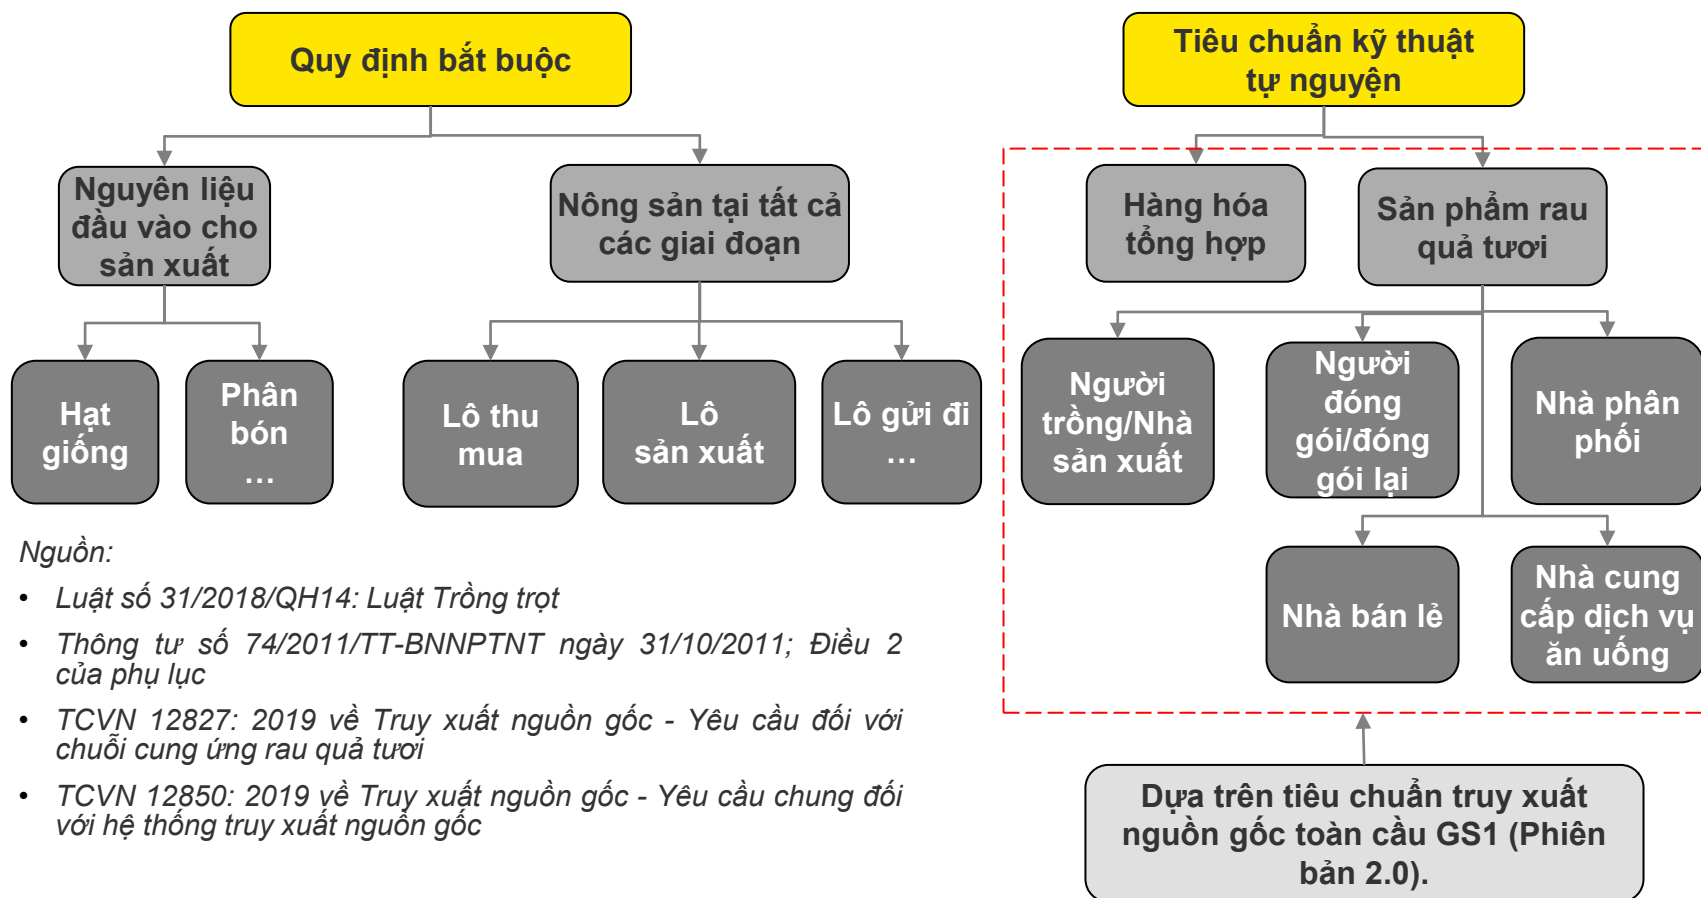 Quy định bắt buộc
Nguyên liệu
đầu vào cho
sản xuất
Nông sản tại tất cả
các giai đoạn
Hạt
giống
Phân
bón
…
Lô thu
mua
Lô
sản xuất
Lô gửi đi
…
Nguồn:
• Luật số 31/2018/QH14: Luật Trồng trọt
• Thông tư số 74/2011/TT-BNNPTNT ngày 31/10/2011; Điều 2
của phụ lục
• TCVN 12827: 2019 về Truy xuất nguồn gốc - Yêu cầu đối với
chuỗi cung ứng rau quả tươi
• TCVN 12850: 2019 về Truy xuất nguồn gốc - Yêu cầu chung đối
với hệ thống truy xuất nguồn gốc
Tiêu chuẩn kỹ thuật
tự nguyện
Hàng hóa
tổng hợp
Sản phẩm rau
quả tươi
Người
trồng/Nhà
sản xuất
Người
đóng
gói/đóng
gói lại
Nhà phân
phối
Nhà bán lẻ
Nhà cung
cấp dịch vụ
ăn uống
Dựa trên tiêu chuẩn truy xuất
nguồn gốc toàn cầu GS1 (Phiên
bản 2.0).